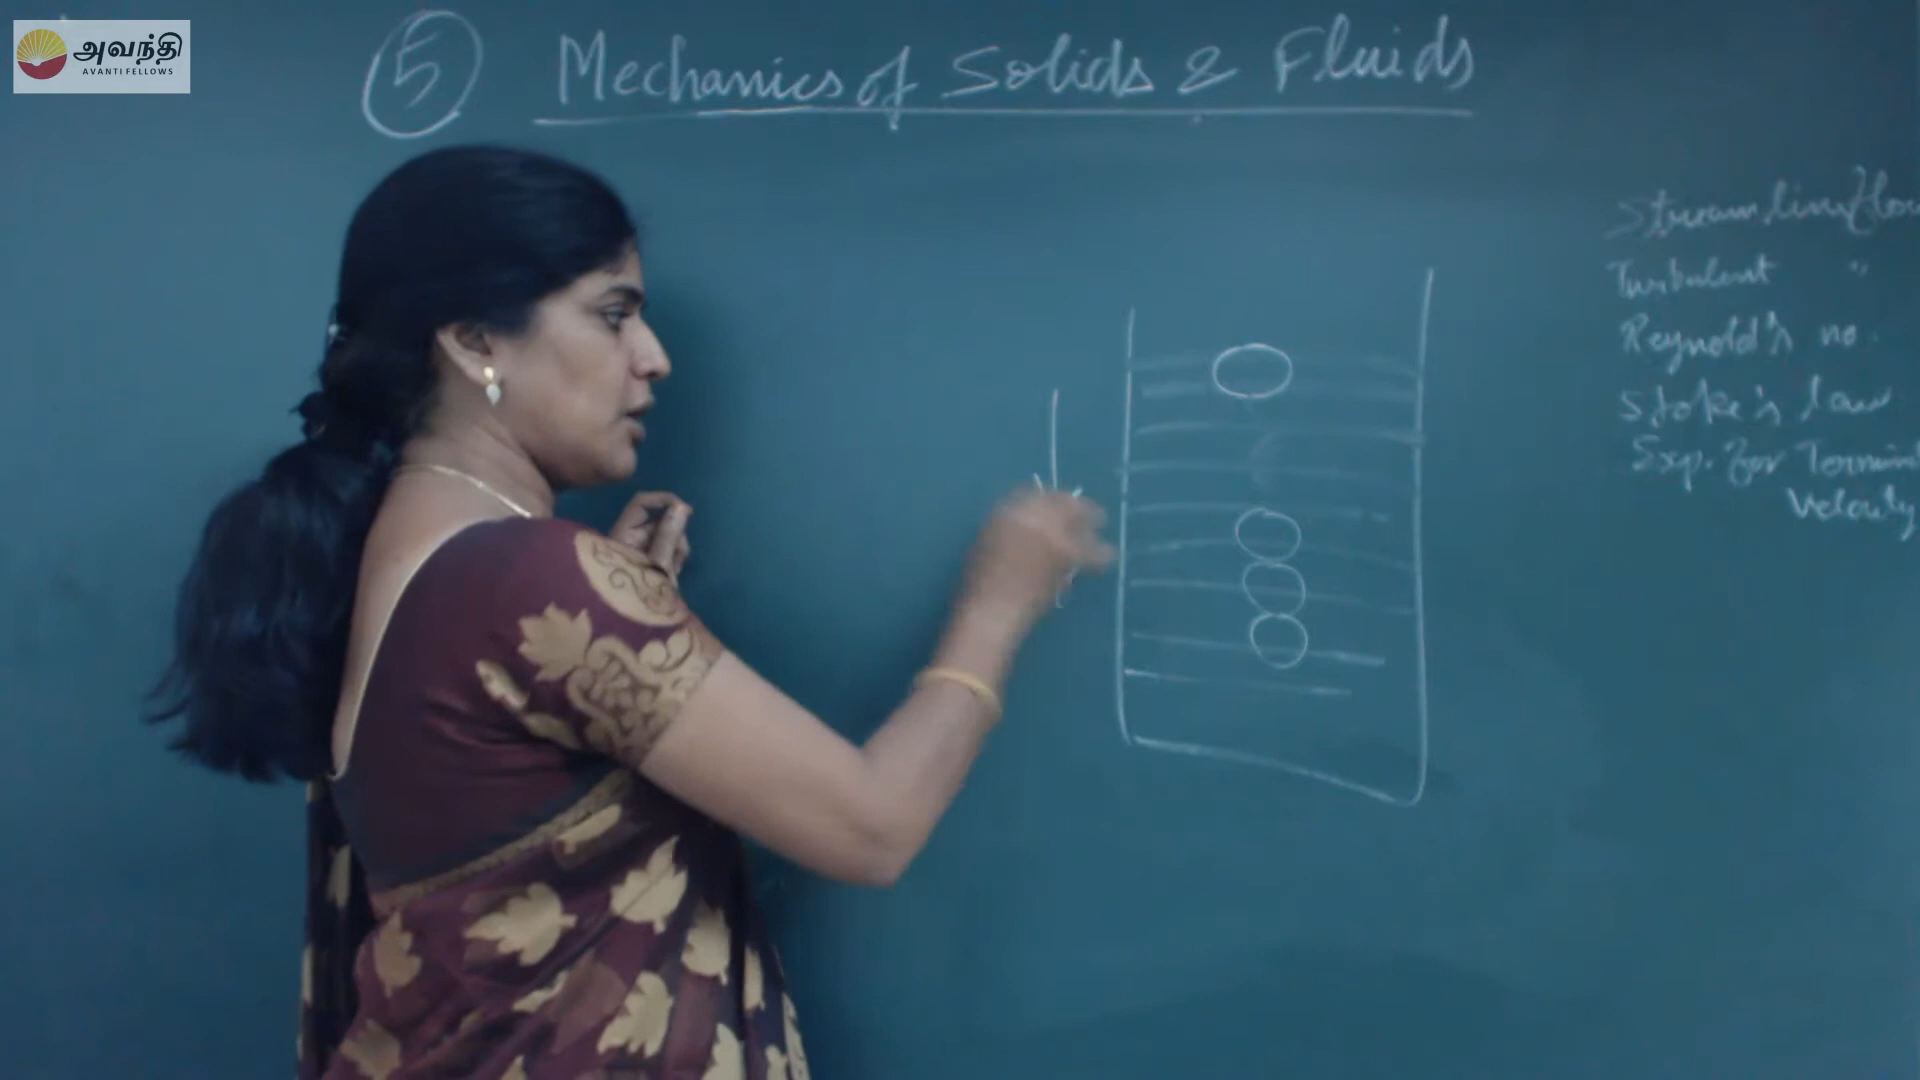 அவந்தி
AVANTI FELLOWS
5 Mechanics of Solids & Fluids
Streamline flow
Turbulent "
Reynold's no.
Stoke's law
Exp. for Termin
Velocity